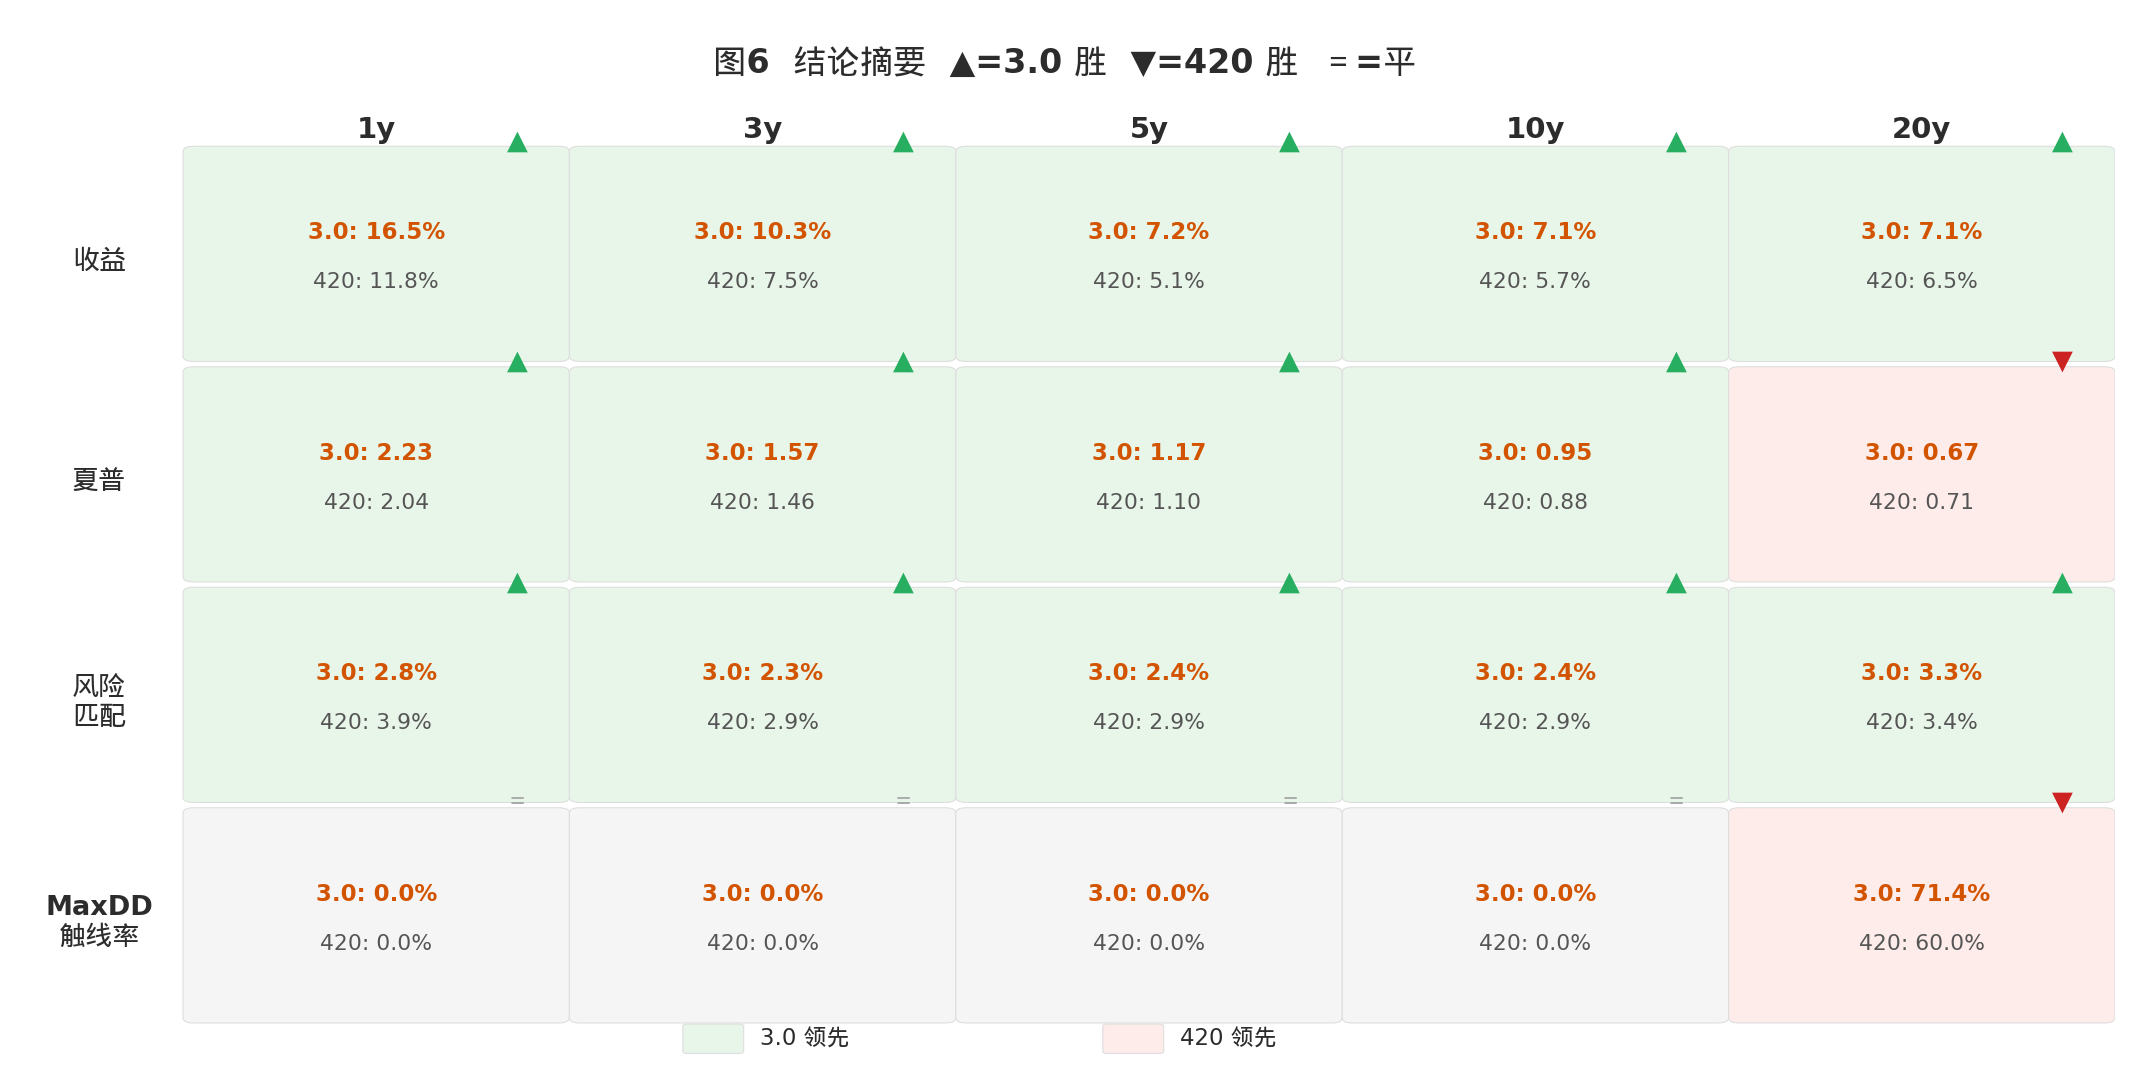 图6 结论摘要 ▲=3.0 胜 ▼=420 胜 = =平
1y ▲ 3y ▲ 5y ▲ 10y ▲ 20y ▲
收益
3.0: 16.5% 3.0: 10.3% 3.0: 7.2% 3.0: 7.1% 3.0: 7.1%
420: 11.8% 420: 7.5% 420: 5.1% 420: 5.7% 420: 6.5%
▲ ▲ ▲ ▲ ▼
夏普
3.0: 2.23 3.0: 1.57 3.0: 1.17 3.0: 0.95 3.0: 0.67
420: 2.04 420: 1.46 420: 1.10 420: 0.88 420: 0.71
▲ ▲ ▲ ▲ ▲
风险
匹配
3.0: 2.8% 3.0: 2.3% 3.0: 2.4% 3.0: 2.4% 3.0: 3.3%
420: 3.9% 420: 2.9% 420: 2.9% 420: 2.9% 420: 3.4%
= = = = ▼
MaxDD
触线率
3.0: 0.0% 3.0: 0.0% 3.0: 0.0% 3.0: 0.0% 3.0: 71.4%
420: 0.0% 420: 0.0% 420: 0.0% 420: 0.0% 420: 60.0%
3.0 领先 420 领先